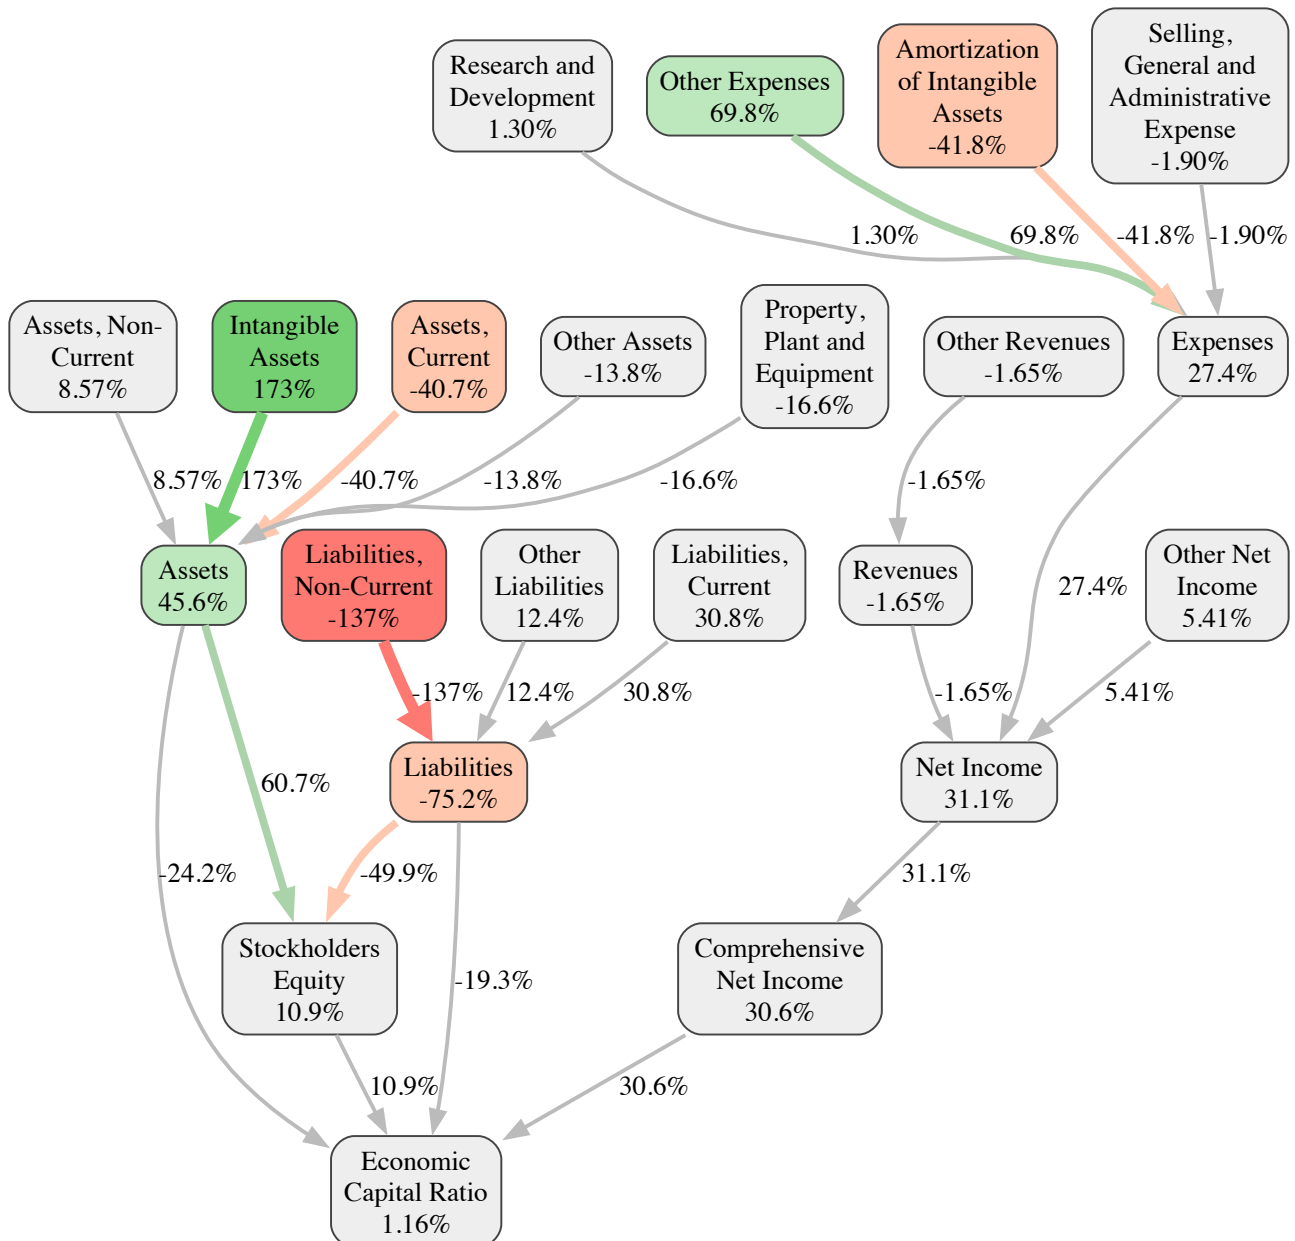 Research and
Development
1.30%
Other Expenses
69.8%
Amortization
of Intangible
Assets
-41.8%
Selling,
General and
Administrative
Expense
-1.90%
1.30%
69.8%
-41.8%
-1.90%
Assets, Non-
Current
8.57%
Intangible
Assets
173%
Assets,
Current
-40.7%
Other Assets
-13.8%
Property,
Plant and
Equipment
-16.6%
Other Revenues
-1.65%
Expenses
27.4%
8.57%
173%
-40.7%
-13.8%
-16.6%
-1.65%
Assets
45.6%
Liabilities,
Non-Current
-137%
Other
Liabilities
12.4%
Liabilities,
Current
30.8%
Revenues
-1.65%
27.4%
Other Net
Income
5.41%
-137%
12.4%
30.8%
-1.65%
5.41%
60.7%
Liabilities
-75.2%
Net Income
31.1%
-24.2%
-49.9%
31.1%
Stockholders
Equity
10.9%
-19.3%
Comprehensive
Net Income
30.6%
10.9%
30.6%
Economic
Capital Ratio
1.16%